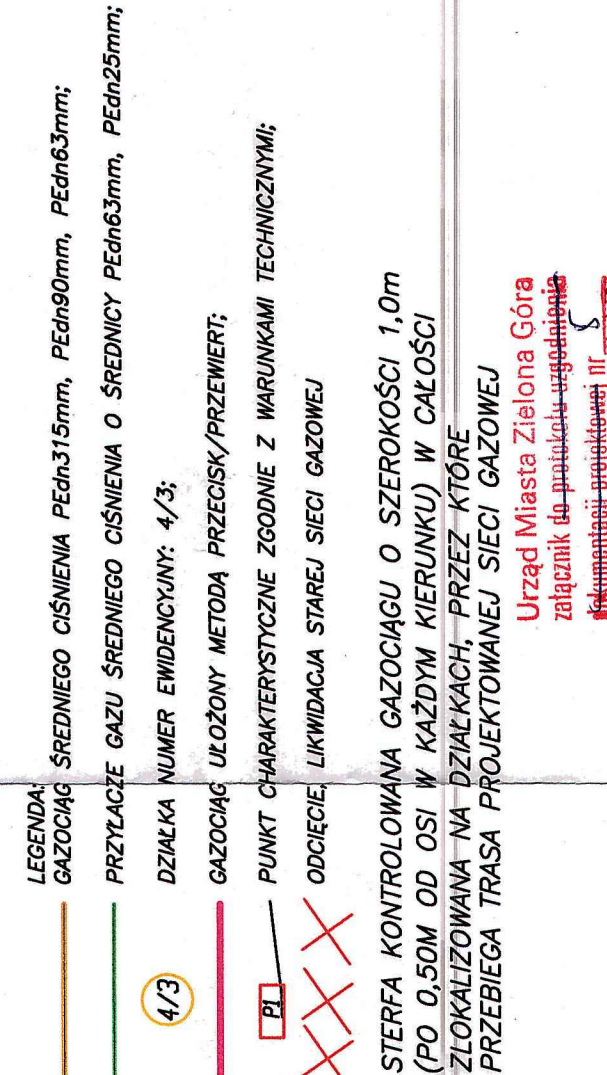 LEGENDA:
GAZOCIĄG ŚREDNIEGO CIŚNIENIA PEdn315mm, PEdn90mm, PEdn63mm;
PRZYŁACZE GAZU ŚREDNIEGO CIŚNIENIA O ŚREDNICY PEdn63mm, PEdn25mm;
4/3 DZIAŁKA NUMER EWIDENCYJNY: 4/3;
GAZOCIĄG UŁOŻONY METODĄ PRZECISK/PRZEWIERT;
P1 PUNKT CHARAKTERYSTYCZNE ZGODNIE Z WARUNKAMI TECHNICZNYMI;
ODCIĘCIE, LIKWIDACJA STAREJ SIECI GAZOWEJ
STERFA KONTROLOWANA GAZOCIĄGU O SZEROKOŚCI 1,0m
(PO 0,50M OD OSI W KAŻDYM KIERUNKU) W CAŁOŚCI
ZLOKALIZOWANA NA DZIAŁKACH, PRZEZ KTÓRE
PRZEBIEGA TRASA PROJEKTOWANEJ SIECI GAZOWEJ
Urząd Miasta Zielona Góra
załącznik do protokołu uzgodnienia
dokumentacji projektowej nr